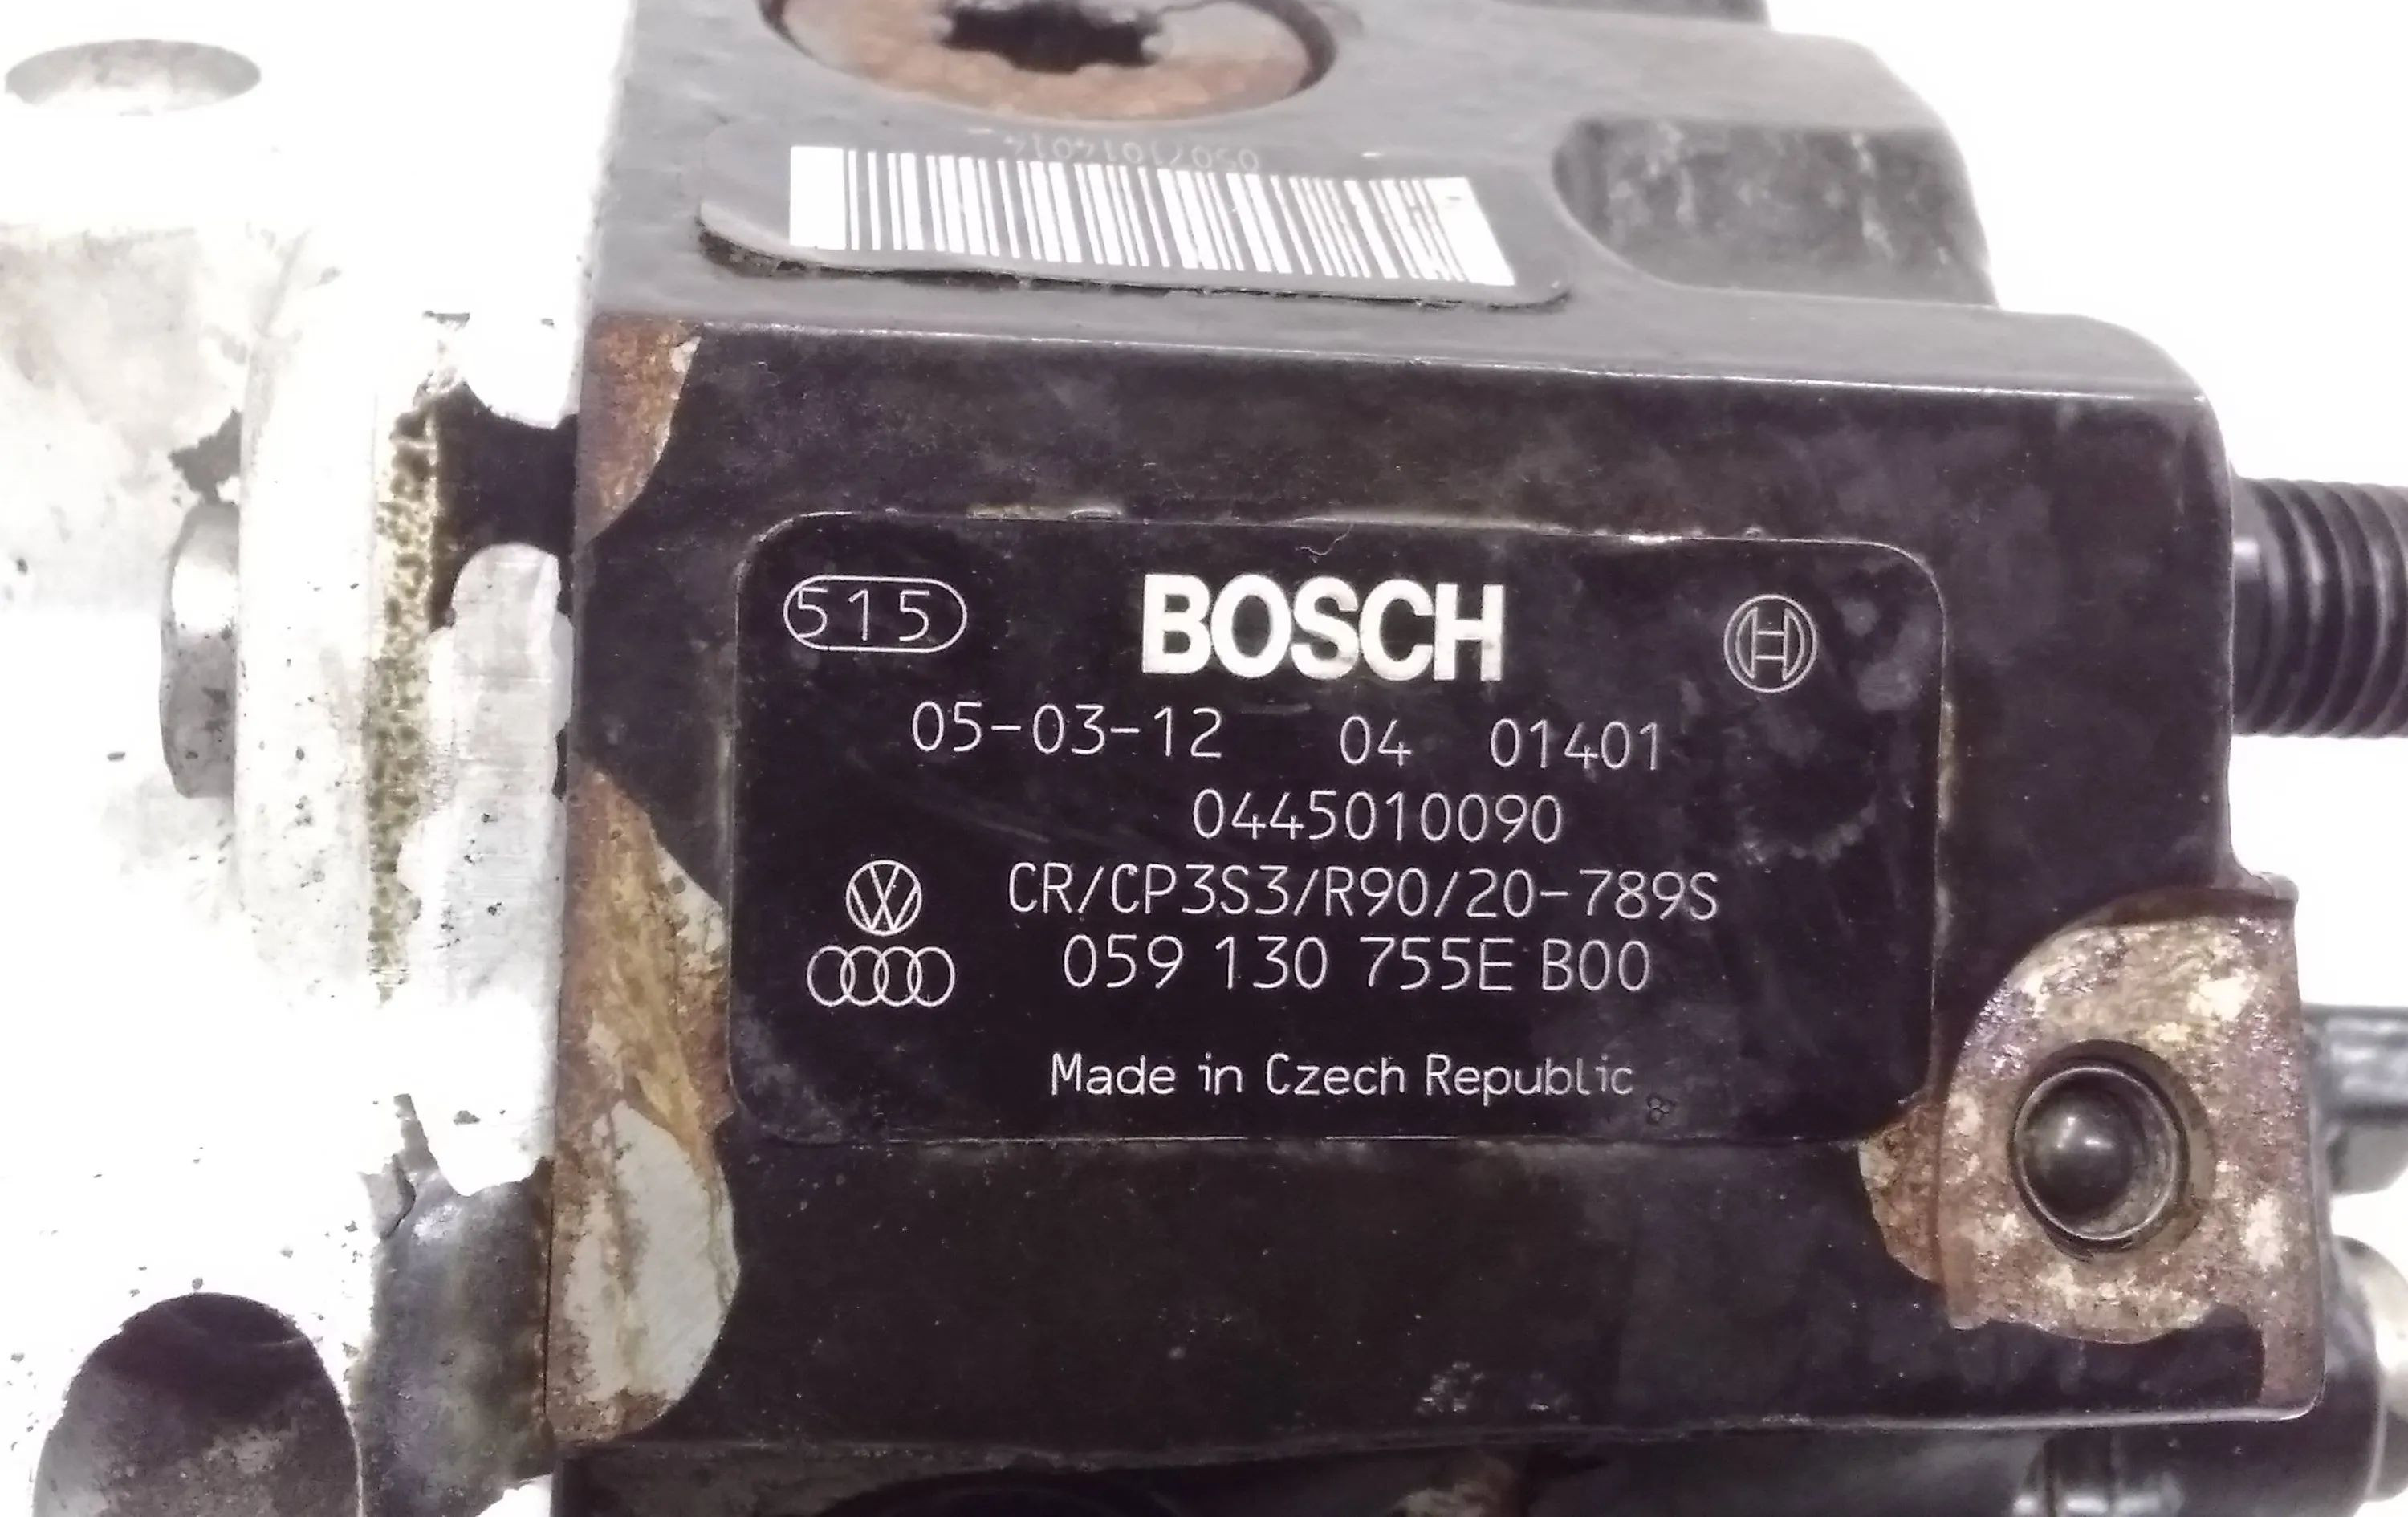 515 BOSCH
05-03-12 04 01401
0445010090
CR/CP3S3/R90/20-789S
059 130 755E B00
Made in Czech Republic